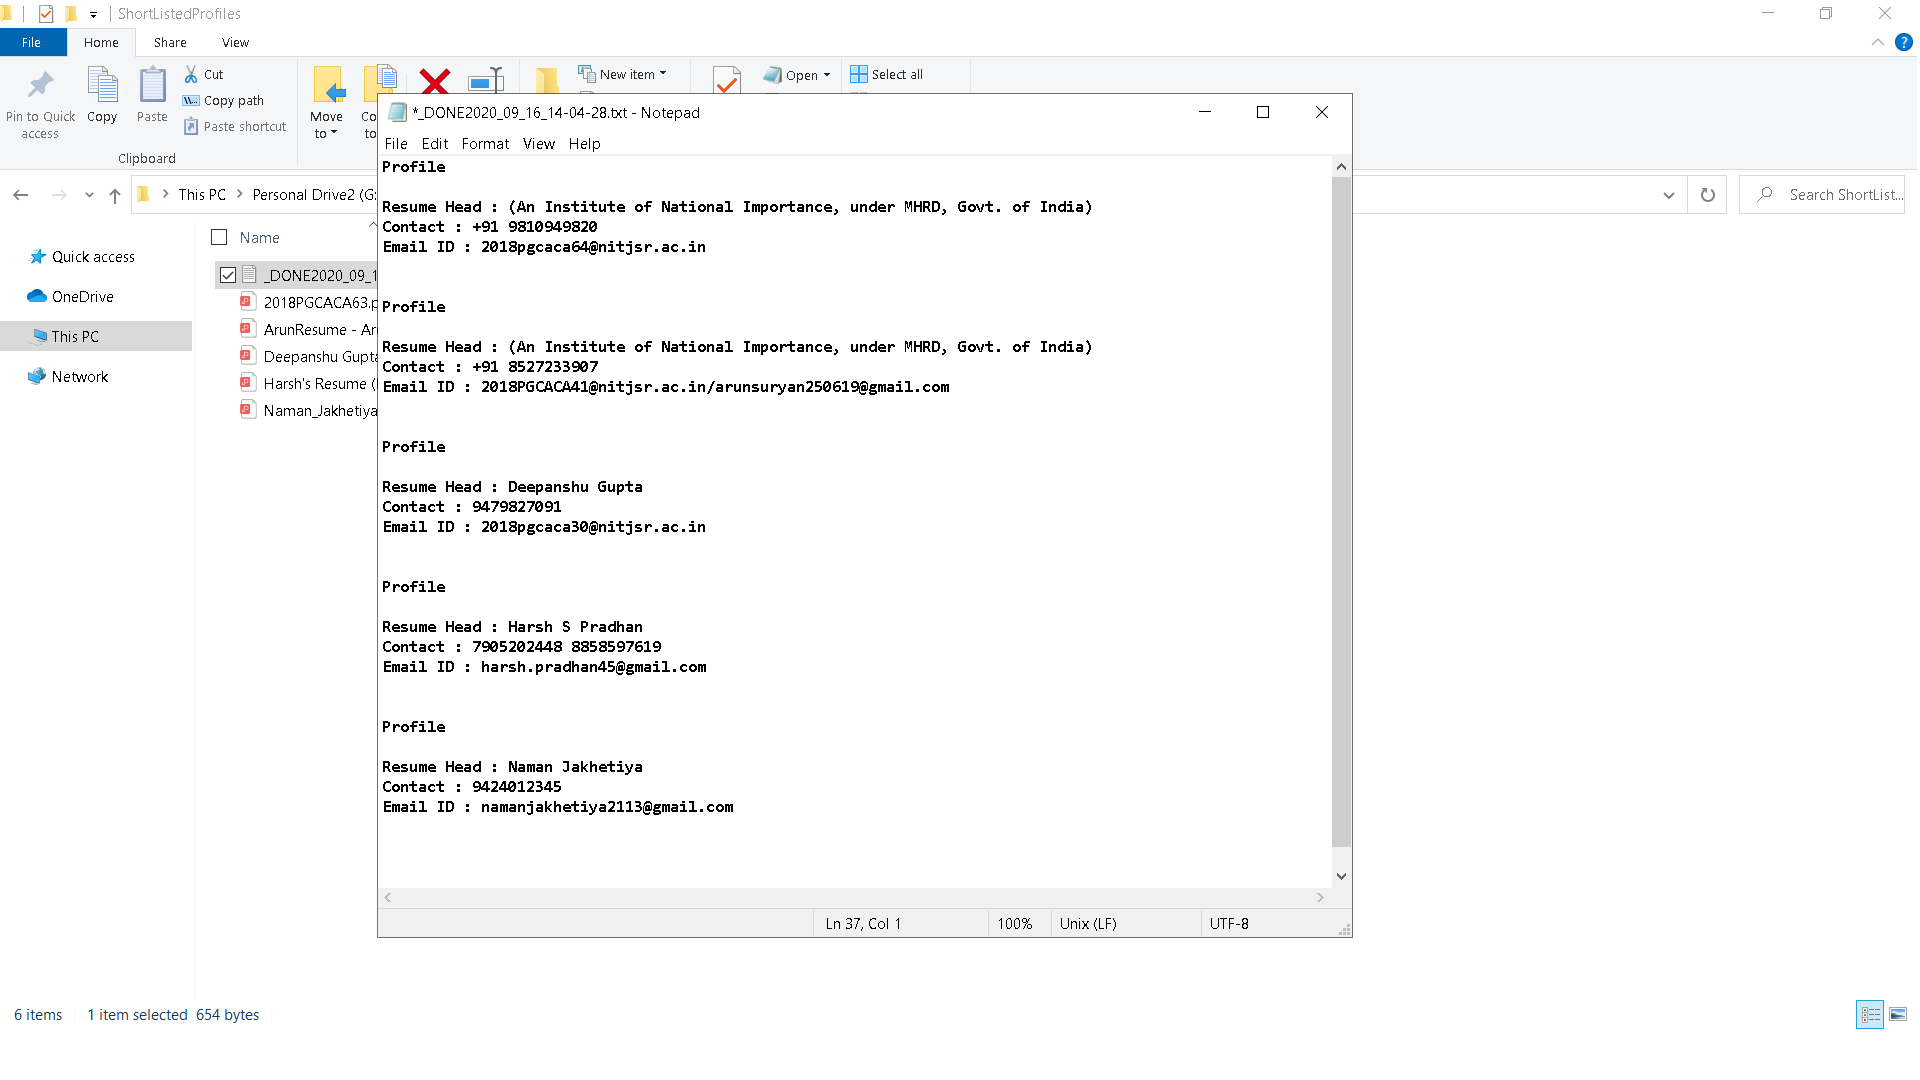 ShortListedProfiles
File
Home
Share
View
Pin to Quick access
Copy
Paste
Cut
Copy path
Paste shortcut
Clipboard
Move to
New item
Open
Select all
This PC
Personal Drive2 (G:
Search ShortList...
Quick access
OneDrive
This PC
Network
Name
_DONE2020_09_1
2018PGCACA63.p
ArunResume - Ar
Deepanshu Gupta
Harsh's Resume (
Naman_Jakhetiya
*_DONE2020_09_16_14-04-28.txt - Notepad
File Edit Format View Help
Profile
Resume Head : (An Institute of National Importance, under MHRD, Govt. of India)
Contact : +91 9810949820
Email ID : 2018pgcaca64@nitjsr.ac.in
Profile
Resume Head : (An Institute of National Importance, under MHRD, Govt. of India)
Contact : +91 8527233907
Email ID : 2018PGCACA41@nitjsr.ac.in/arunsuryan250619@gmail.com
Profile
Resume Head : Deepanshu Gupta
Contact : 9479827091
Email ID : 2018pgcaca30@nitjsr.ac.in
Profile
Resume Head : Harsh S Pradhan
Contact : 7905202448 8858597619
Email ID : harsh.pradhan45@gmail.com
Profile
Resume Head : Naman Jakhetiya
Contact : 9424012345
Email ID : namanjakhetiya2113@gmail.com
Ln 37, Col 1
100%
Unix (LF)
UTF-8
6 items
1 item selected 654 bytes